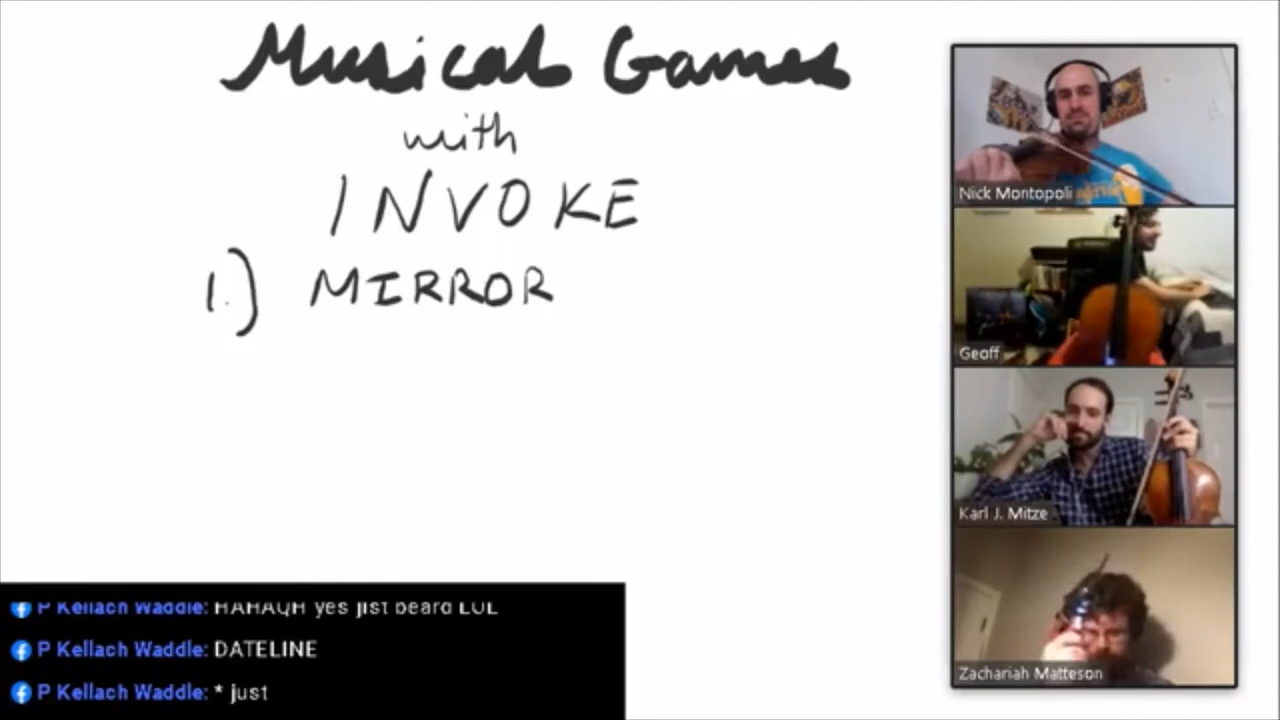 Musical Games
with
INVOKE
1.) MIRROR
Nick Montopoli
Geoff
Karl J. Mitze
Zachariah Matteson
P Kellach Waddle: HAHAQH yes jist beard LOL
P Kellach Waddle: DATELINE
P Kellach Waddle: * just